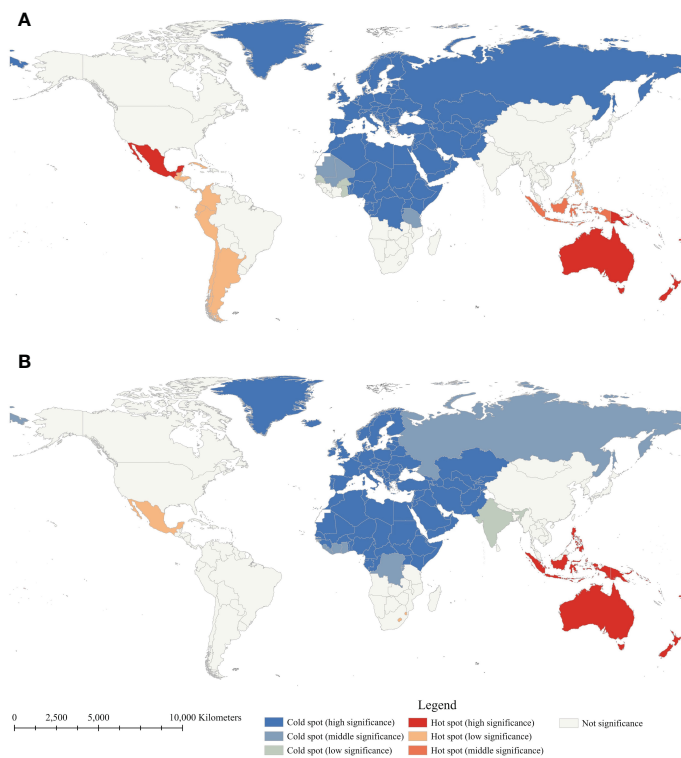 A
B
Legend
0 2,500 5,000 10,000 Kilometers
Cold spot (high significance) Hot spot (high significance) Not significance
Cold spot (middle significance) Hot spot (low significance)
Cold spot (low significance) Hot spot (middle significance)